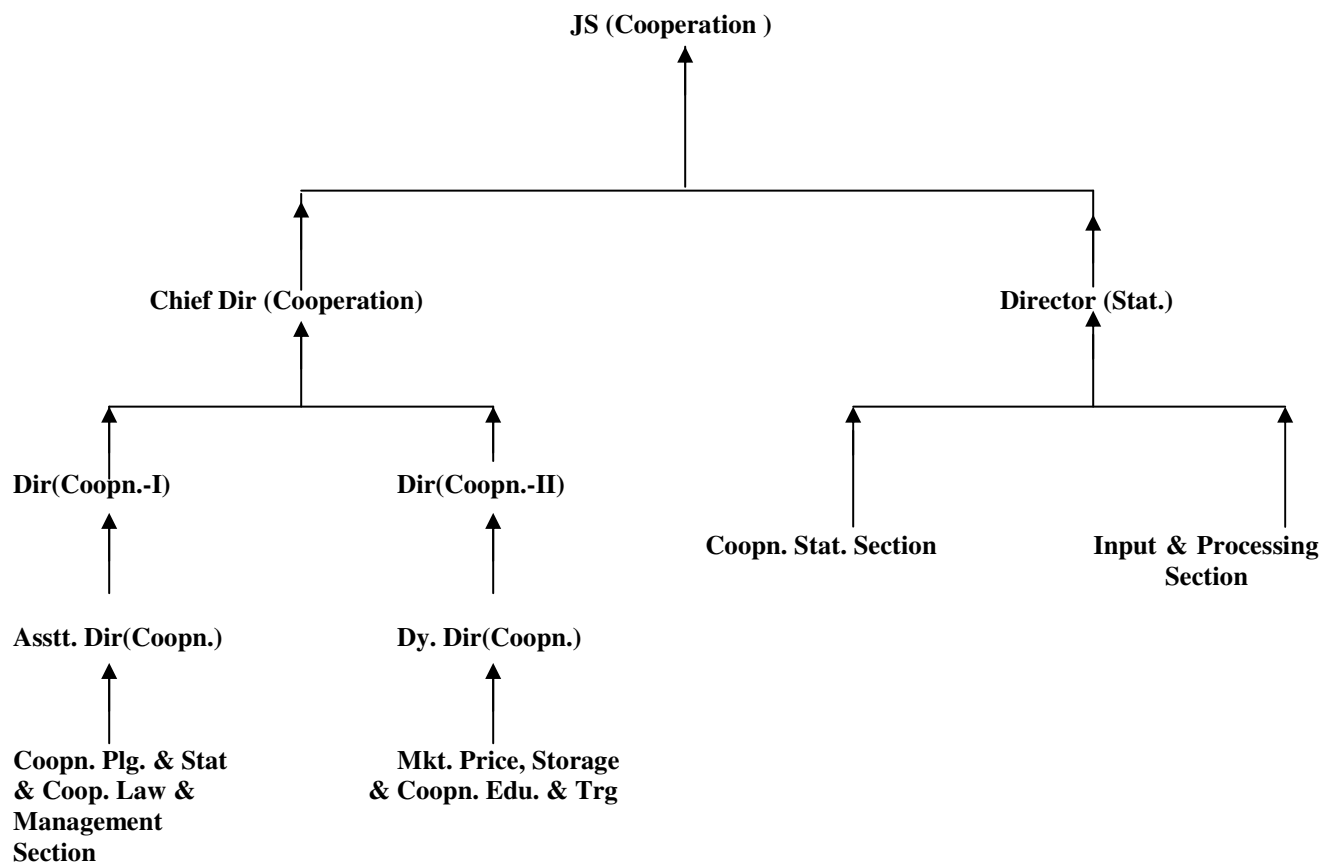 JS (Cooperation )
Chief Dir (Cooperation)
Director (Stat.)
Dir(Coopn.-I)
Dir(Coopn.-II)
Coopn. Stat. Section
Input & Processing
Section
Asstt. Dir(Coopn.)
Dy. Dir(Coopn.)
Coopn. Plg. & Stat
& Coop. Law &
Management
Section
Mkt. Price, Storage
& Coopn. Edu. & Trg